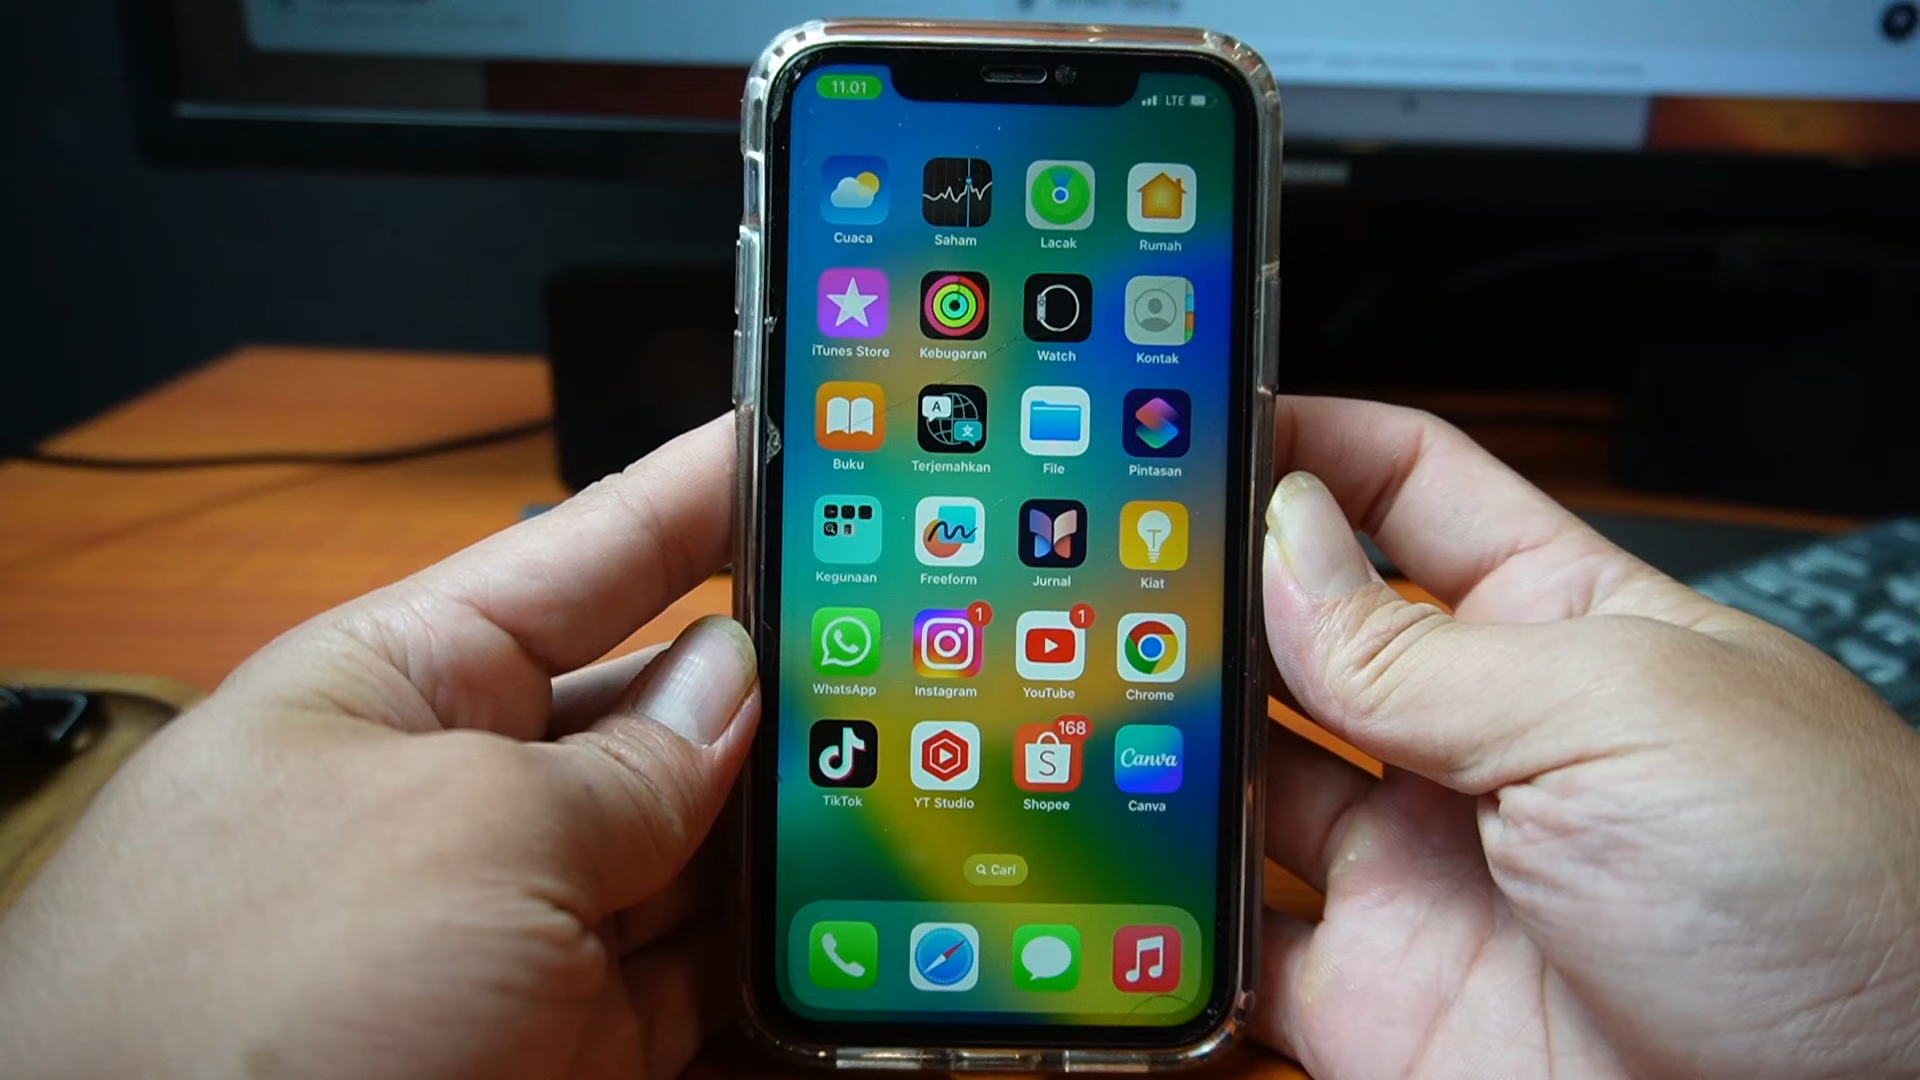 11.01
LTE
Cuaca Saham Lacak Rumah
iTunes Store Kebugaran Watch Kontak
A 文
Buku Terjemahkan File Pintasan
Kegunaan Freeform Jurnal Kiat
1 1
WhatsApp Instagram YouTube Chrome
168
S Canva
TikTok YT Studio Shopee Canva
Cari